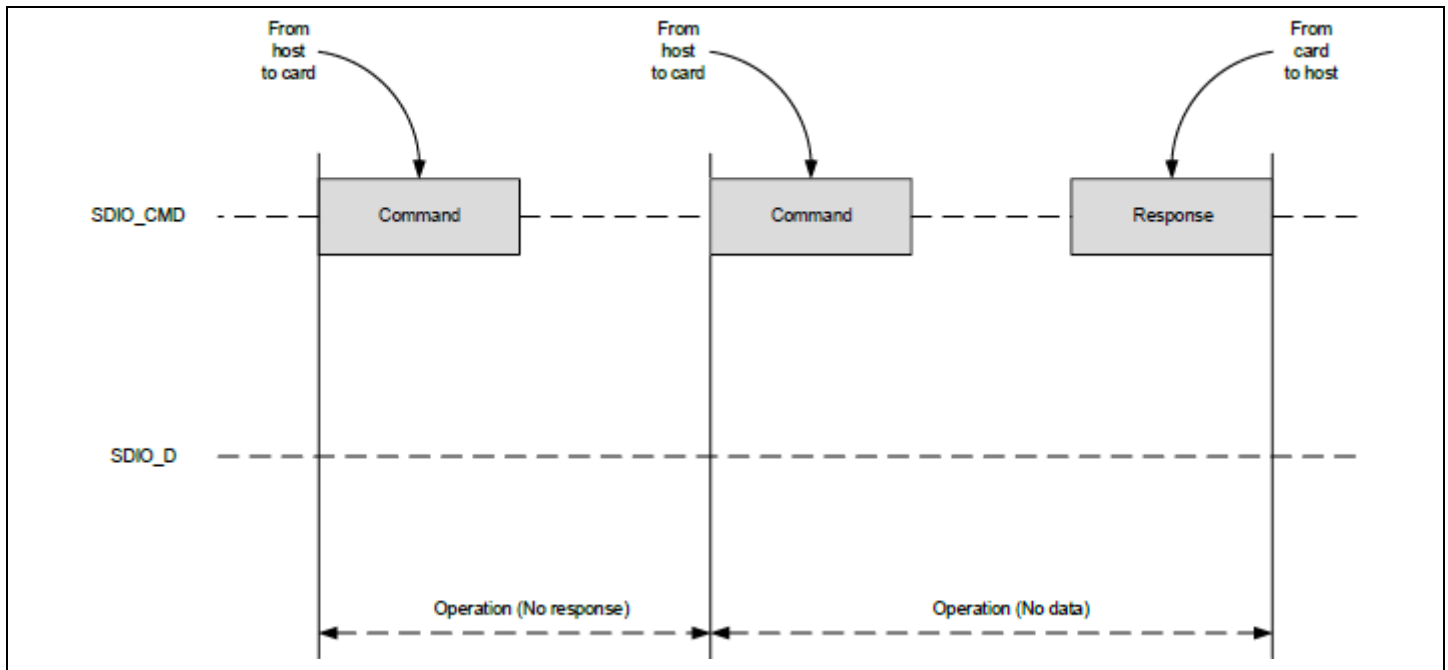 From
host
to card
From
host
to card
From
card
to host
SDIO_CMD
Command
Command
Response
SDIO_D
Operation (No response)
Operation (No data)